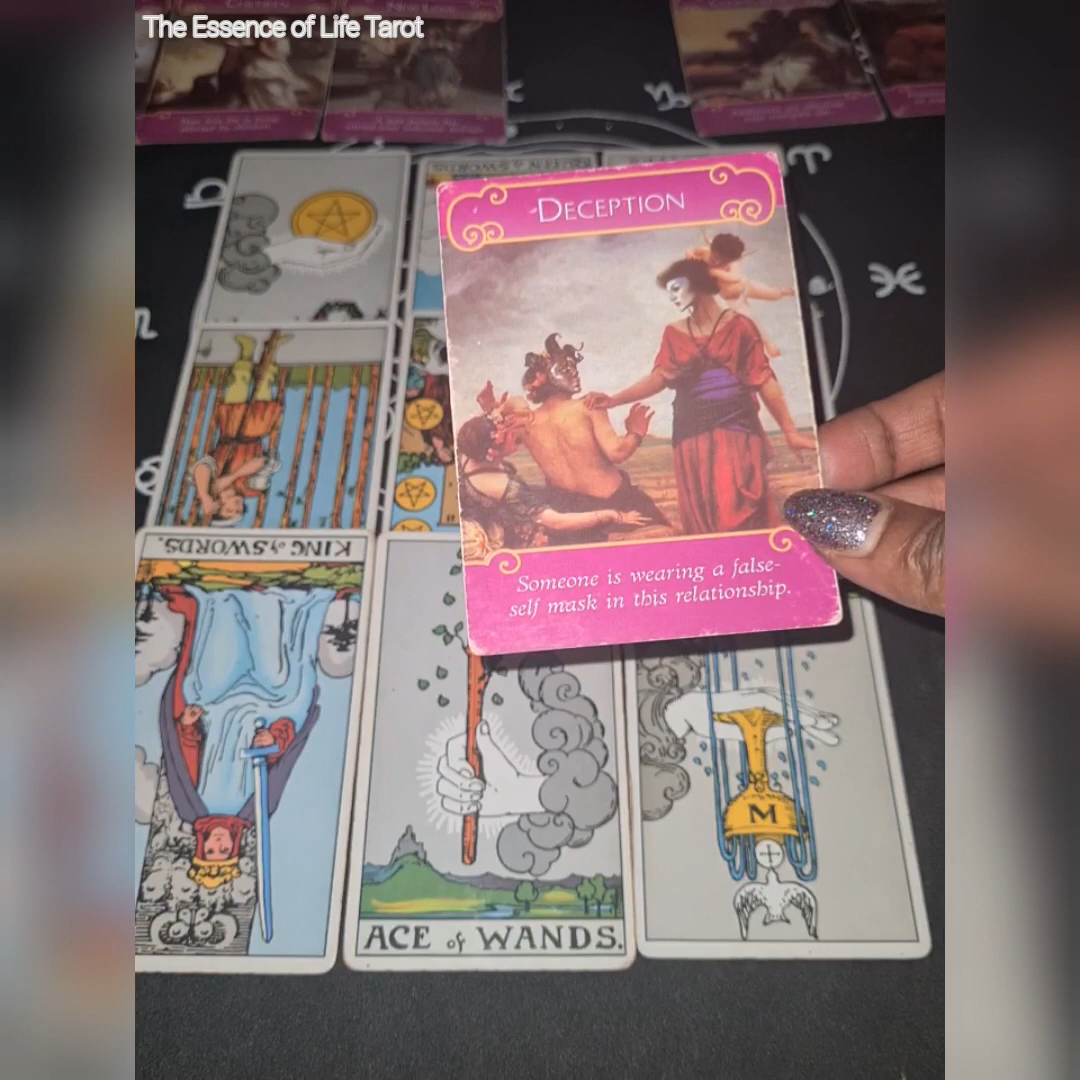 The Essence of Life Tarot
DECEPTION
Someone is wearing a false-
self mask in this relationship.
KING of SWORDS.
ACE of WANDS.
M